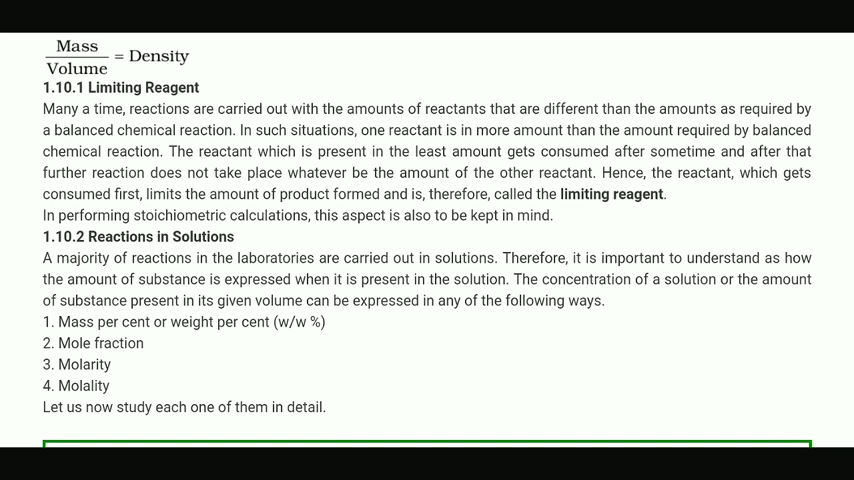 Mass
Volume = Density
1.10.1 Limiting Reagent
Many a time, reactions are carried out with the amounts of reactants that are different than the amounts as required by
a balanced chemical reaction. In such situations, one reactant is in more amount than the amount required by balanced
chemical reaction. The reactant which is present in the least amount gets consumed after sometime and after that
further reaction does not take place whatever be the amount of the other reactant. Hence, the reactant, which gets
consumed first, limits the amount of product formed and is, therefore, called the limiting reagent.
In performing stoichiometric calculations, this aspect is also to be kept in mind.
1.10.2 Reactions in Solutions
A majority of reactions in the laboratories are carried out in solutions. Therefore, it is important to understand as how
the amount of substance is expressed when it is present in the solution. The concentration of a solution or the amount
of substance present in its given volume can be expressed in any of the following ways.
1. Mass per cent or weight per cent (w/w %)
2. Mole fraction
3. Molarity
4. Molality
Let us now study each one of them in detail.